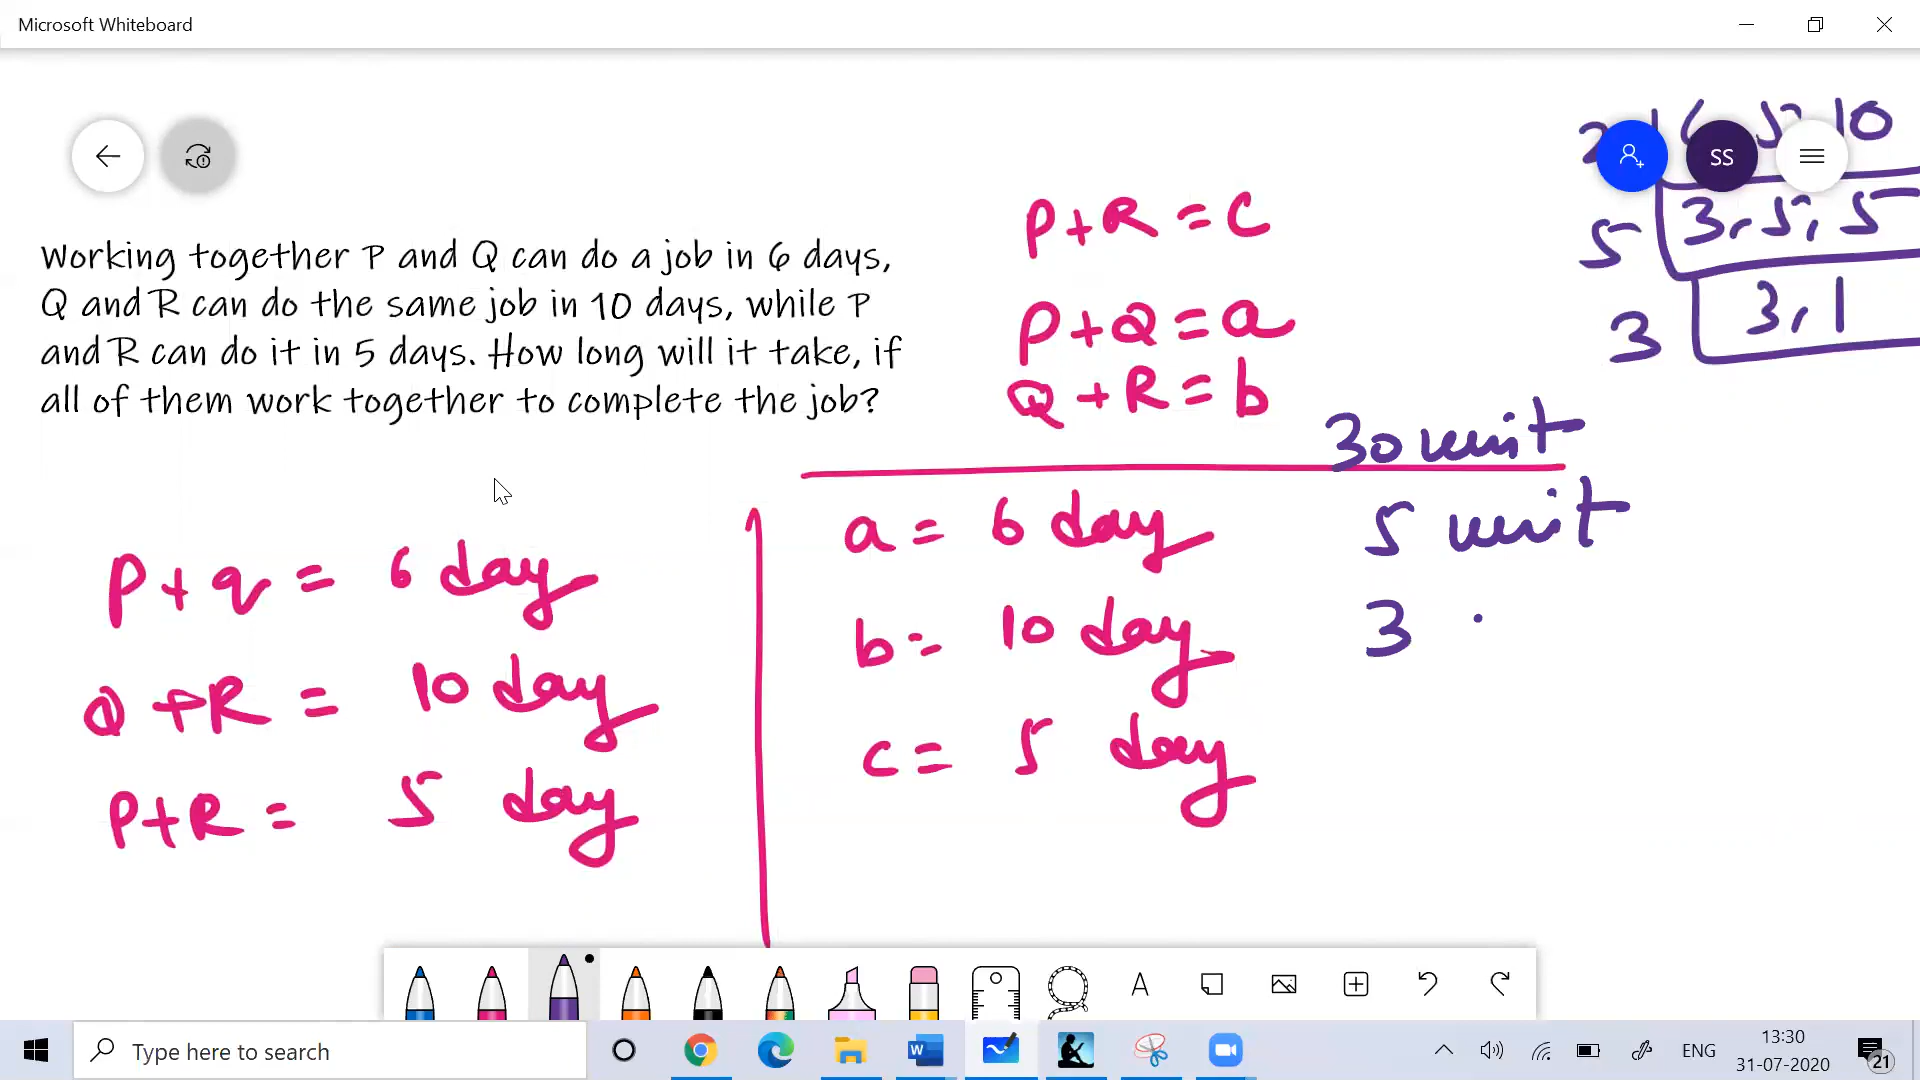 Microsoft Whiteboard
SS
Working together P and Q can do a job in 6 days,
Q and R can do the same job in 10 days, while P
and R can do it in 5 days. How long will it take, if
all of them work together to complete the job?
P+R = C
P+Q = a
Q+R = b
10
5 3, 5, 5
3 3, 1
30 unit
a = 6 day 5 unit
b = 10 day 3
c = 5 day
P+q = 6 day
Q+R = 10 day
P+R = 5 day
Type here to search
ENG
13:30
31-07-2020
21